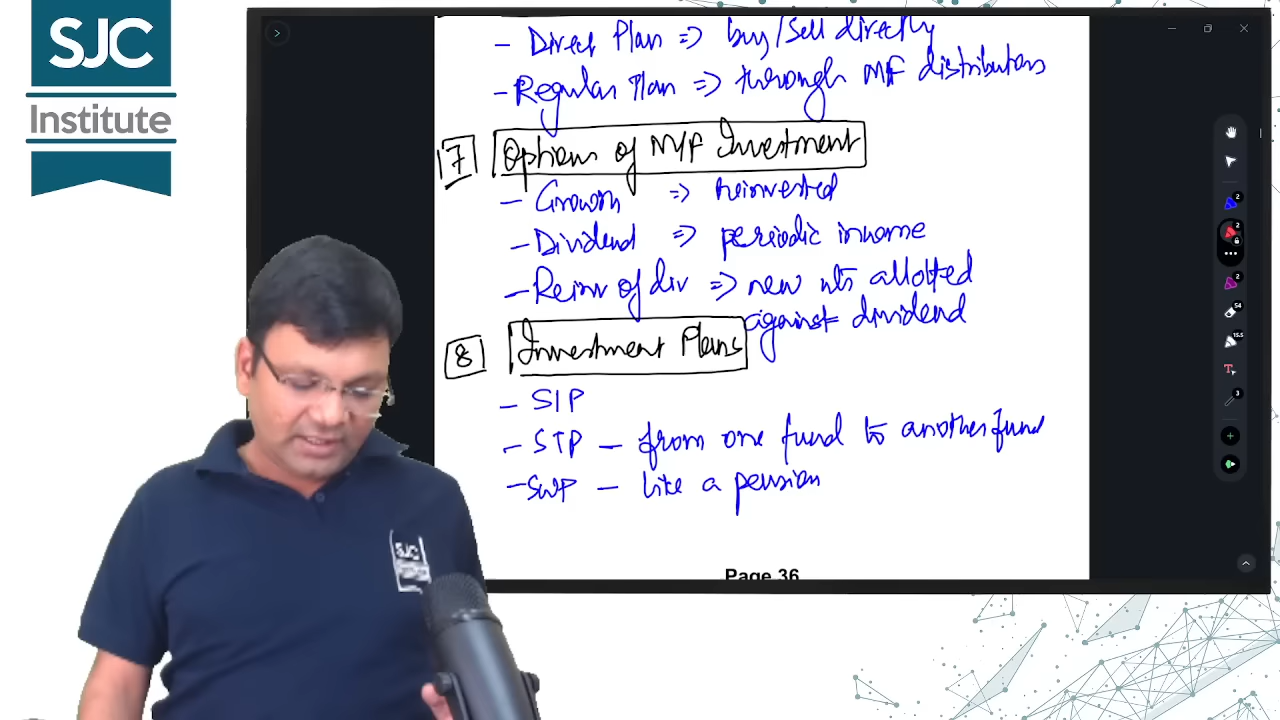 SJC
Institute
- Direct Plan => buy/sell directly
- Regular Plan => through MF distributors
7 Options of M/F Investment
- Growth => reinvested
- Dividend => periodic income
- Reinv of div => new uts allotted
against dividend
8 Investment Plans
- SIP
- STP - from one fund to another fund
- SWP - like a pension
Page 36
SJC